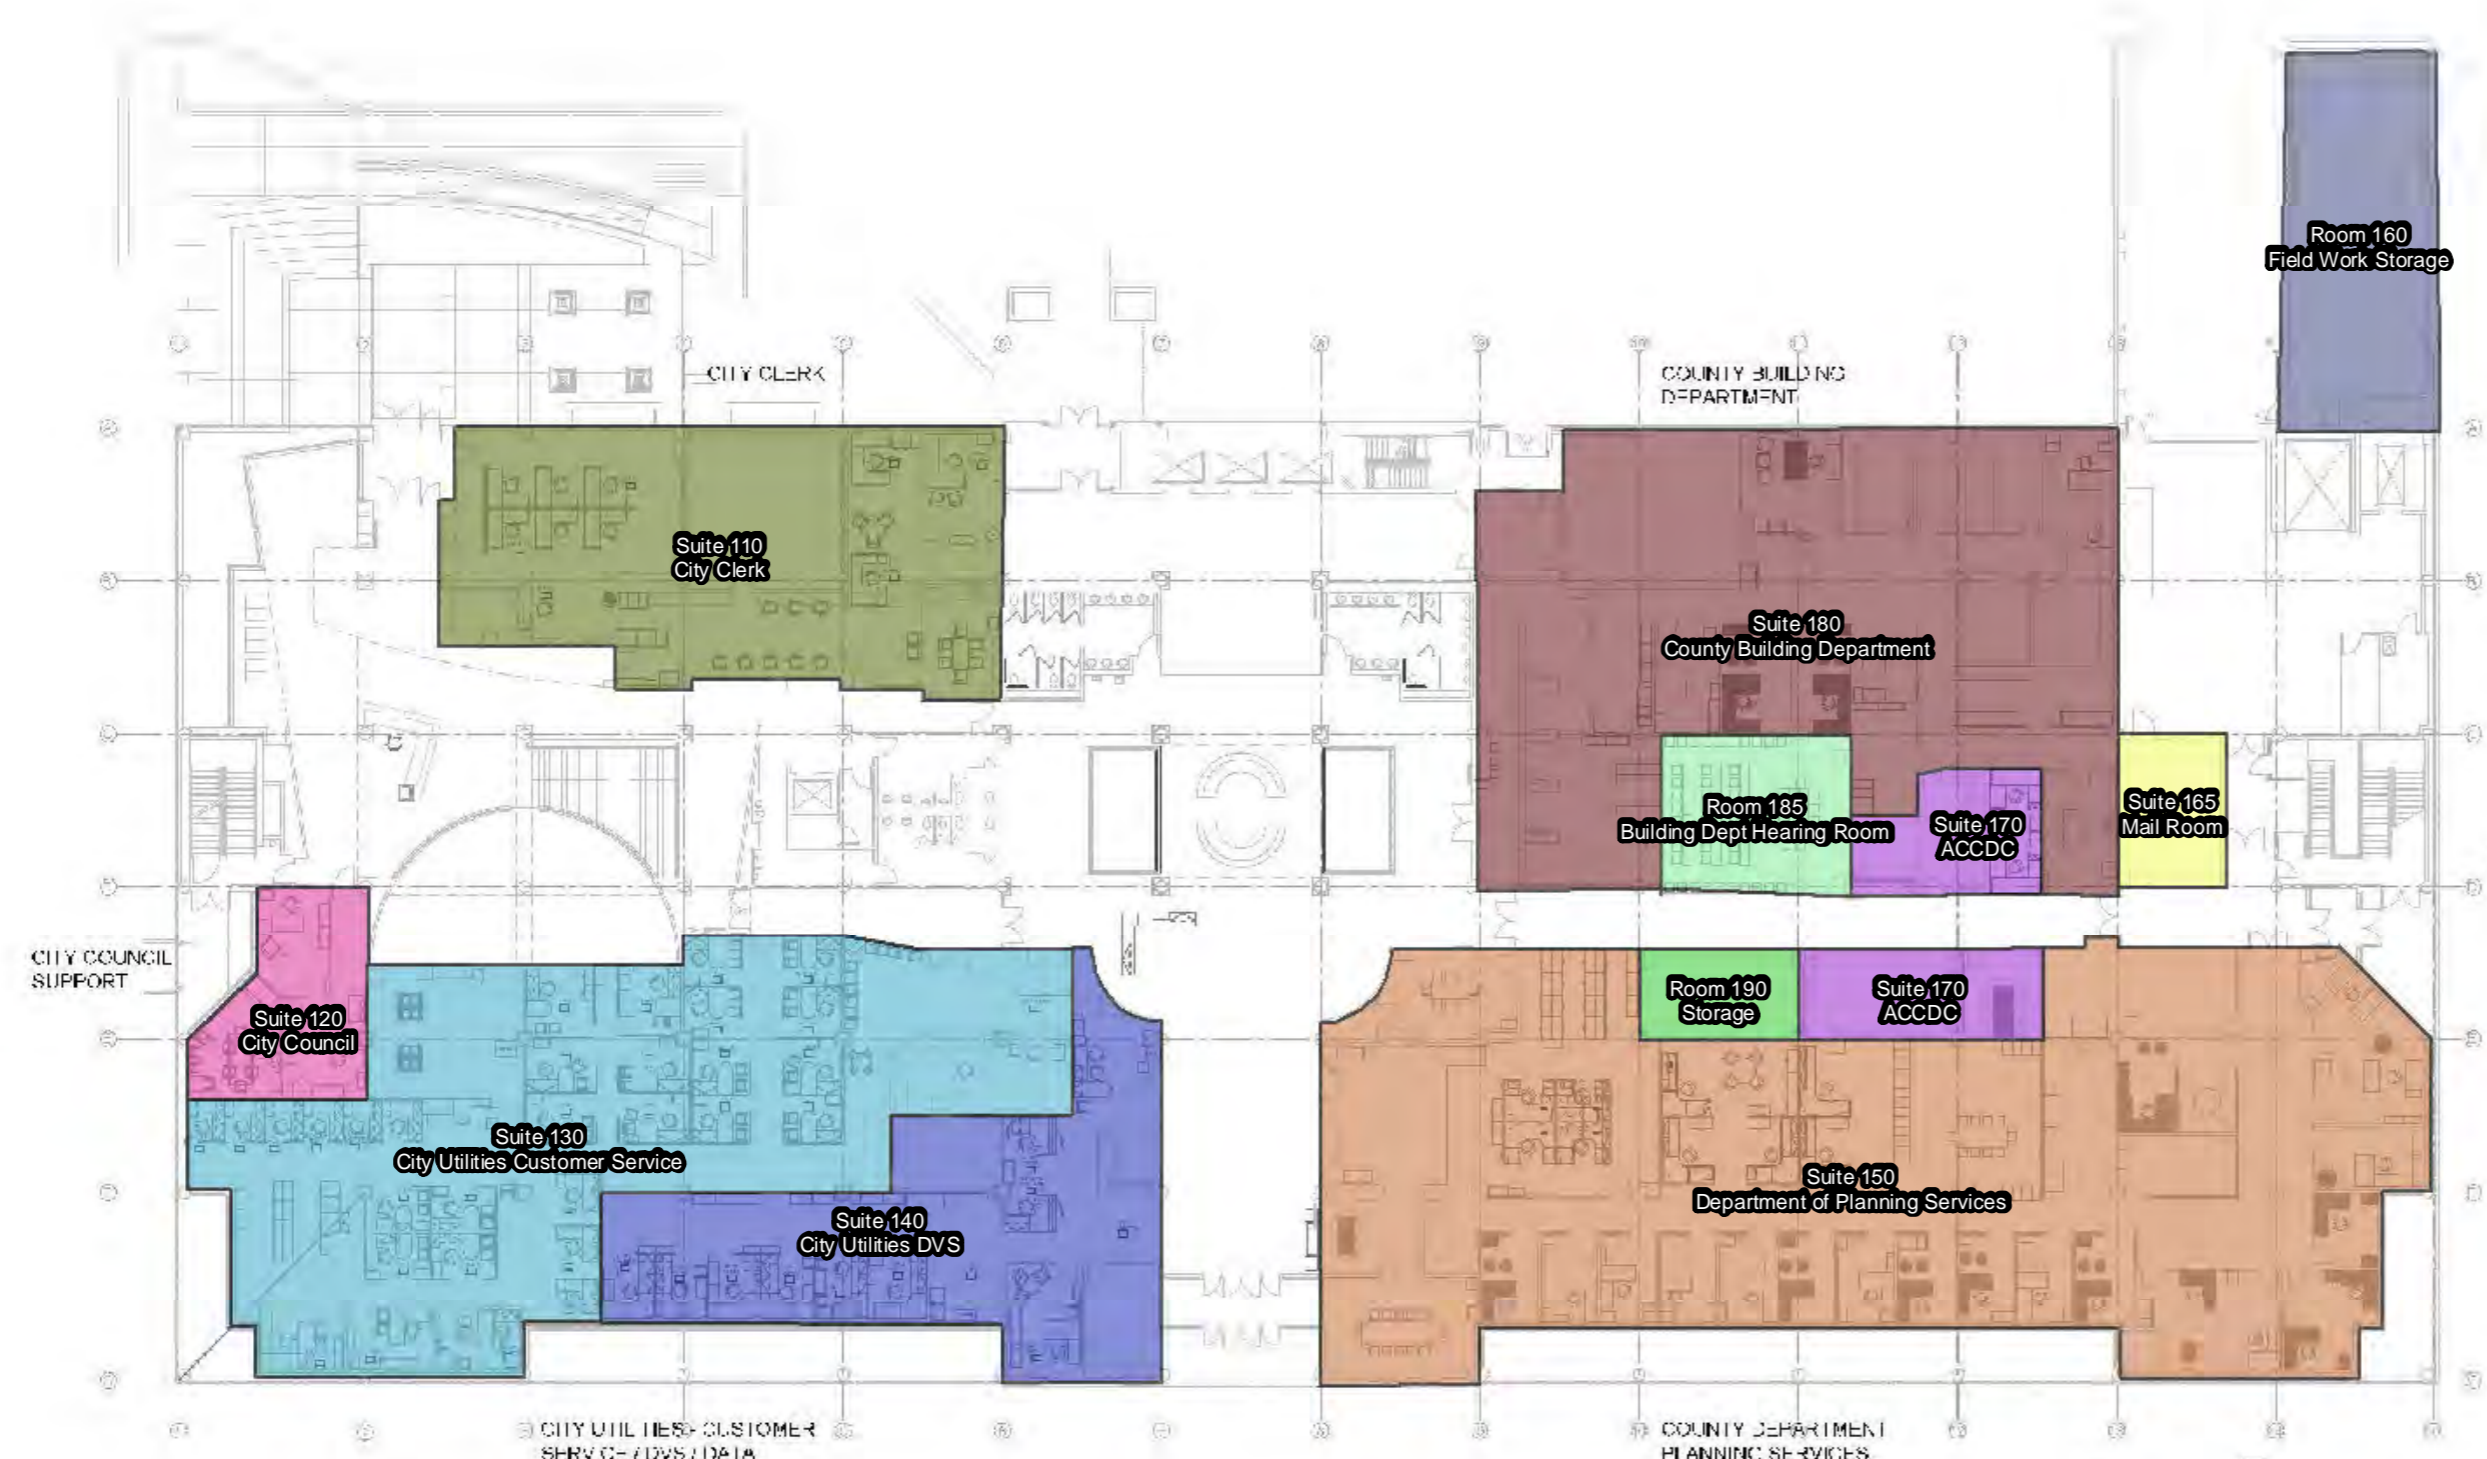 CITY CLERK
COUNTY BUILDING
DEPARTMENT
Room 160
Field Work Storage
Suite 110
City Clerk
Suite 180
County Building Department
Room 185
Building Dept Hearing Room
Suite 170
ACCDC
Suite 165
Mail Room
CITY COUNCIL
SUPPORT
Suite 120
City Council
Room 190
Storage
Suite 170
ACCDC
Suite 130
City Utilities Customer Service
Suite 140
City Utilities DVS
Suite 150
Department of Planning Services
CITY UTILITIES - CUSTOMER
SERVICE / DVS / DATA
COUNTY DEPARTMENT
PLANNING SERVICES